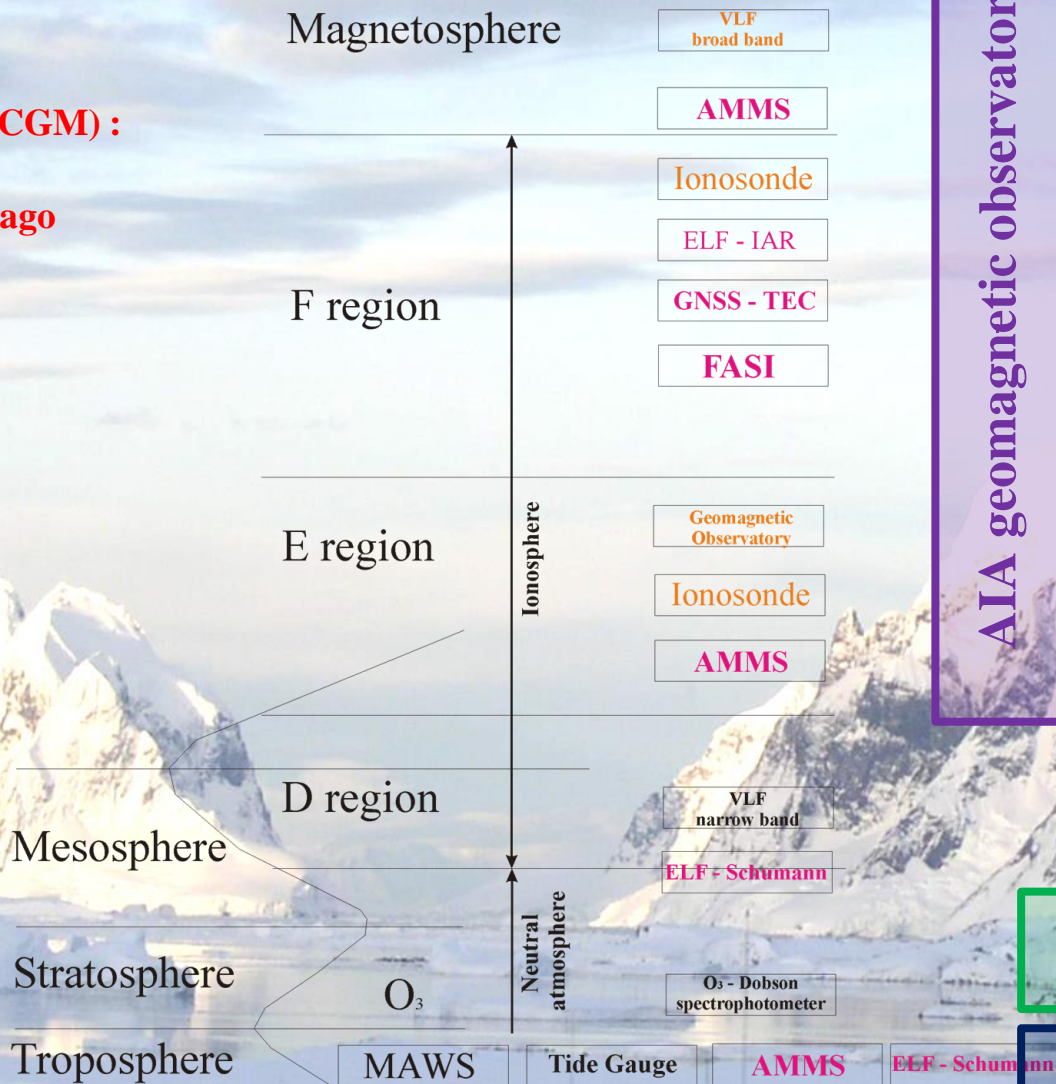 Magnetosphere
VLF
broad band
AMMS
CGM) :
ago
Ionosonde
ELF - IAR
GNSS - TEC
FASI
F region
AIA geomagnetic observator
Ionosphere
E region
Geomagnetic
Observatory
Ionosonde
AMMS
D region
VLF
narrow band
Mesosphere
ELF - Schumann
Neutral
atmosphere
Stratosphere
O₃
O₃ - Dobson
spectrophotometer
Troposphere
MAWS
Tide Gauge
AMMS
ELF - Schumann